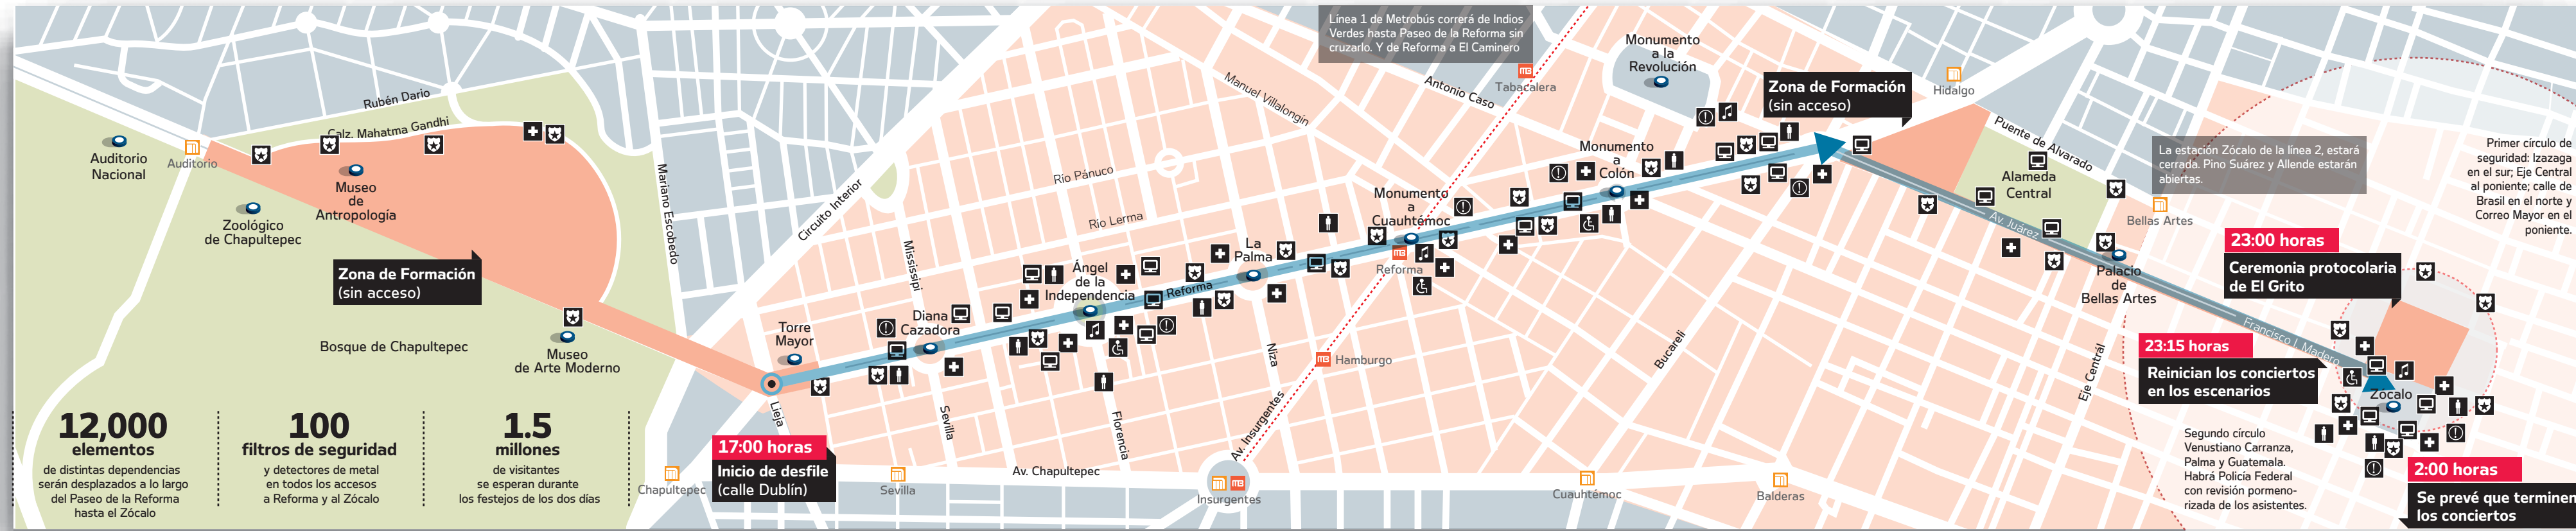 Auditorio
Nacional
Auditorio
Rubén Dario
Calz. Mahatma Gandhi
Museo
de
Antropología
Zoológico
de Chapultepec
Zona de Formación
(sin acceso)
Bosque de Chapultepec
Museo
de Arte Moderno
12,000
elementos
de distintas dependencias
serán desplazados a lo largo
del Paseo de la Reforma
hasta el Zócalo
100
filtros de seguridad
y detectores de metal
en todos los accesos
a Reforma y al Zócalo
1.5
millones
de visitantes
se esperan durante
los festejos de los dos días
Mariano Escobedo
Chapultepec
Torre
Mayor
Lieja
17:00 horas
Inicio de desfile
(calle Dublín)
Circuito Interior
Mississipi
Diana
Cazadora
Sevilla
Sevilla
Río Pánuco
Río Lerma
Ángel
de la
Independencia
Reforma
Florencia
Av. Chapultepec
La
Palma
Niza
Av. Insurgentes
Insurgentes
MB
Manuel Villalongín
Línea 1 de Metrobús correrá de Indios
Verdes hasta Paseo de la Reforma sin
cruzarlo. Y de Reforma a El Caminero
Antonio Caso
MB
Tabacalera
Monumento
a
Cuauhtémoc
MB
Reforma
MB
Hamburgo
Monumento
a la
Revolución
Monumento
a
Colón
Bucareli
Cuauhtémoc
Balderas
Zona de Formación
(sin acceso)
Hidalgo
Puente de Alvarado
Alameda
Central
Av. Juárez
La estación Zócalo de la línea 2, estará
cerrada. Pino Suárez y Allende estarán
abiertas.
Bellas Artes
Palacio
de
Bellas Artes
Eje Centrál
Francisco I. Madero
Primer círculo de
seguridad: Izazaga
en el sur; Eje Central
al poniente; calle de
Brasil en el norte y
Correo Mayor en el
poniente.
23:00 horas
Ceremonia protocolaria
de El Grito
23:15 horas
Reinician los conciertos
en los escenarios
Zócalo
Segundo círculo
Venustiano Carranza,
Palma y Guatemala.
Habrá Policía Federal
con revisión pormeno-
rizada de los asistentes.
2:00 horas
Se prevé que terminen
los conciertos